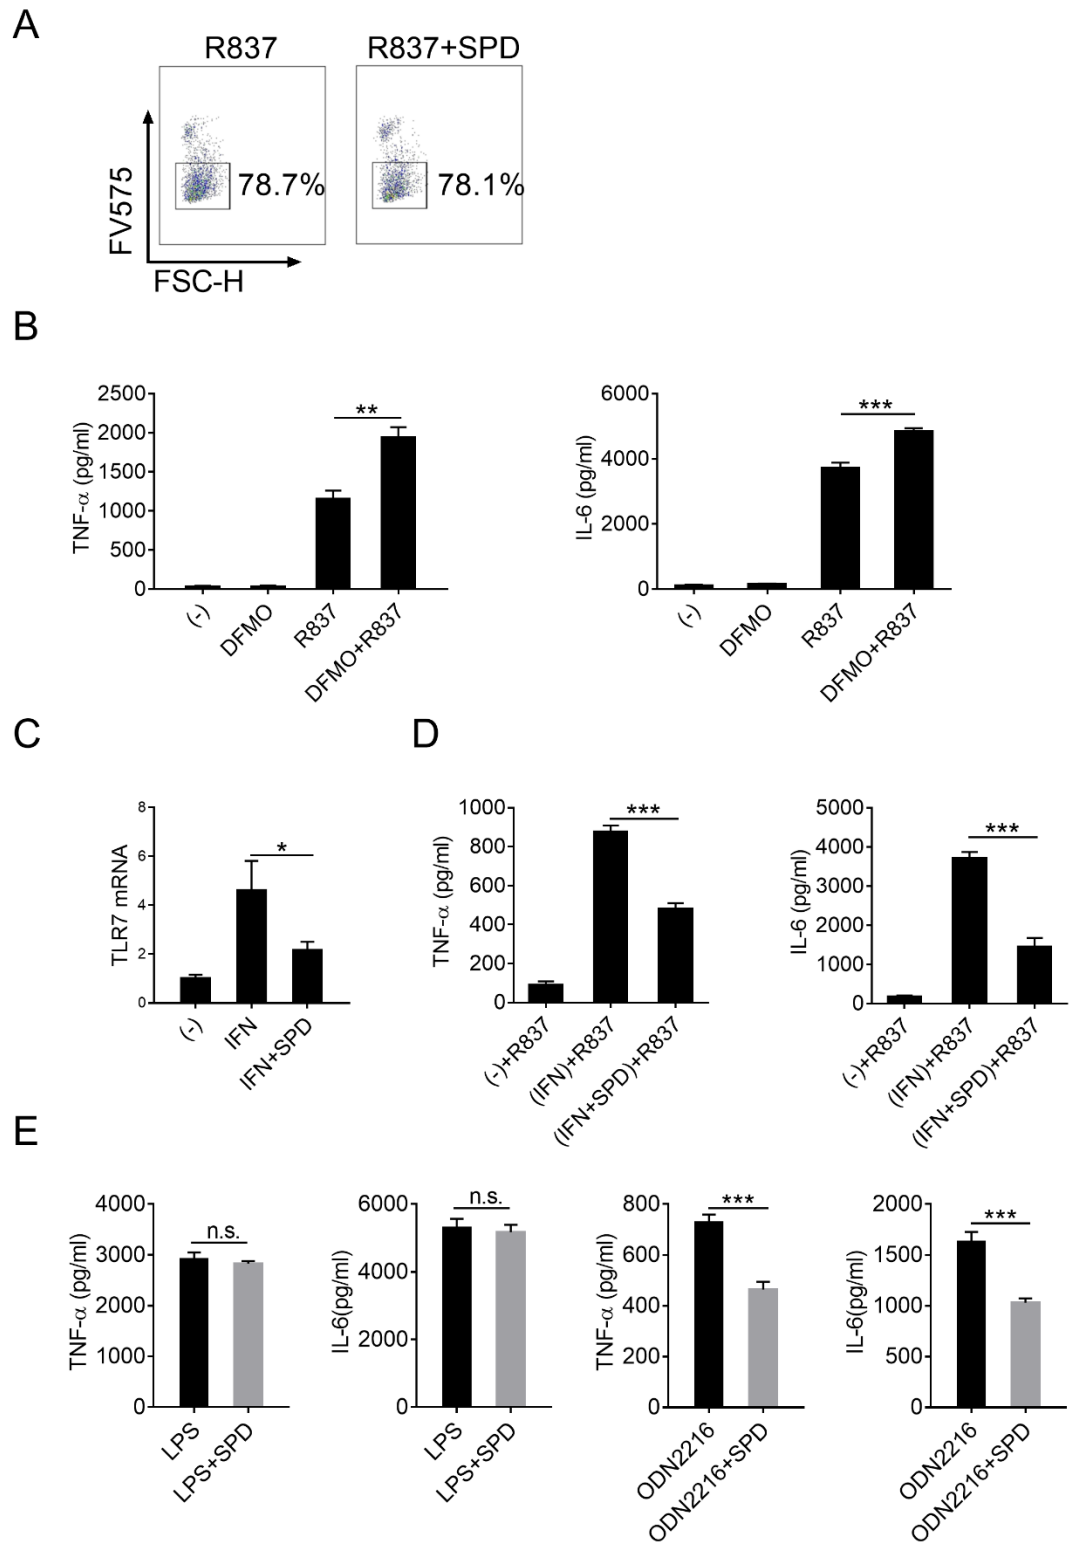 A
R837
R837+SPD
FV575
78.7%
78.1%
FSC-H
B
TNF-α (pg/ml)
2500
2000
1500
1000
500
0
**
(-)
DFMO
R837
DFMO+R837
IL-6 (pg/ml)
6000
4000
2000
0
***
(-)
DFMO
R837
DFMO+R837
C
TLR7 mRNA
8
6
4
2
0
*
(-)
IFN
IFN+SPD
D
TNF-α (pg/ml)
1000
800
600
400
200
0
***
(-)+R837
(IFN)+R837
(IFN+SPD)+R837
IL-6 (pg/ml)
5000
4000
3000
2000
1000
0
***
(-)+R837
(IFN)+R837
(IFN+SPD)+R837
E
TNF-α (pg/ml)
4000
3000
2000
1000
0
n.s.
LPS
LPS+SPD
IL-6(pg/ml)
6000
4000
2000
0
n.s.
LPS
LPS+SPD
TNF-α (pg/ml)
800
600
400
200
0
***
ODN2216
ODN2216+SPD
IL-6(pg/ml)
2000
1500
1000
500
0
***
ODN2216
ODN2216+SPD